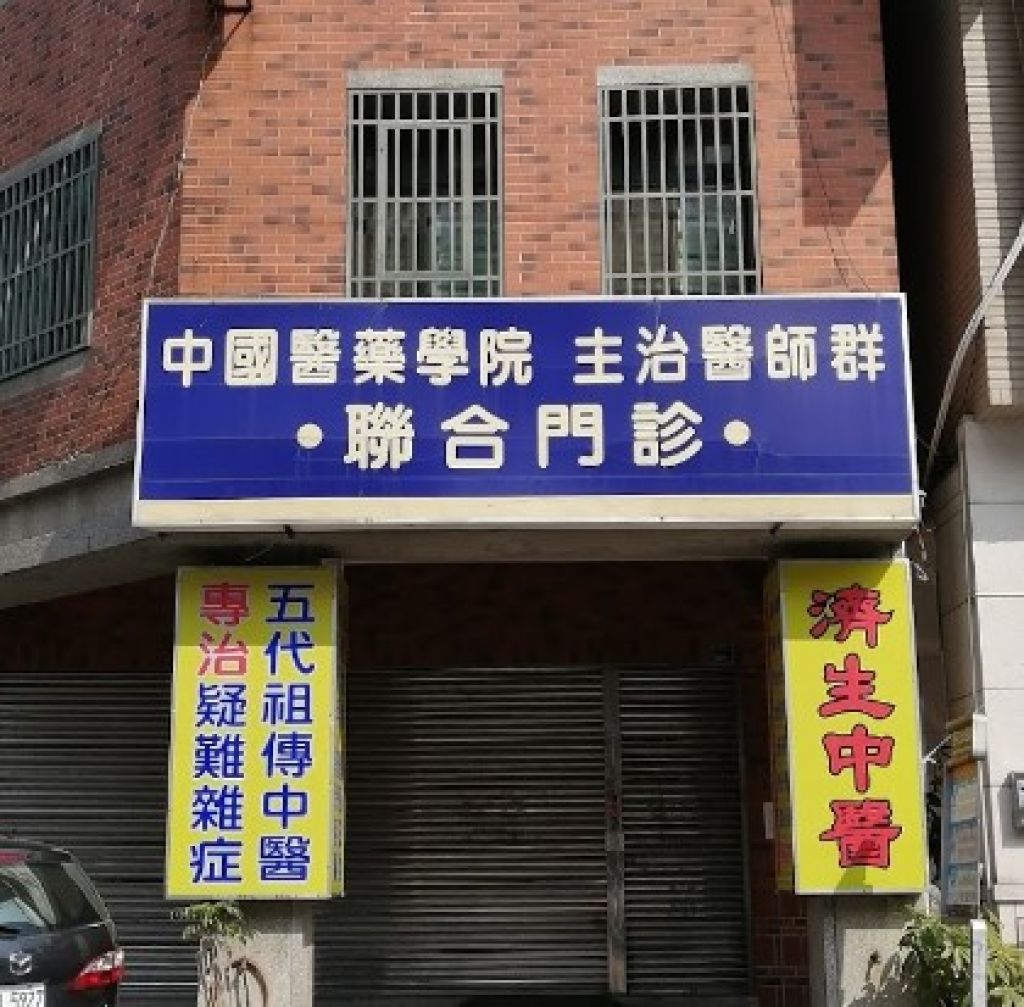 中國醫藥學院 主治醫師群
•聯合門診•
五代祖傳中醫
專治疑難雜症
濟生中醫